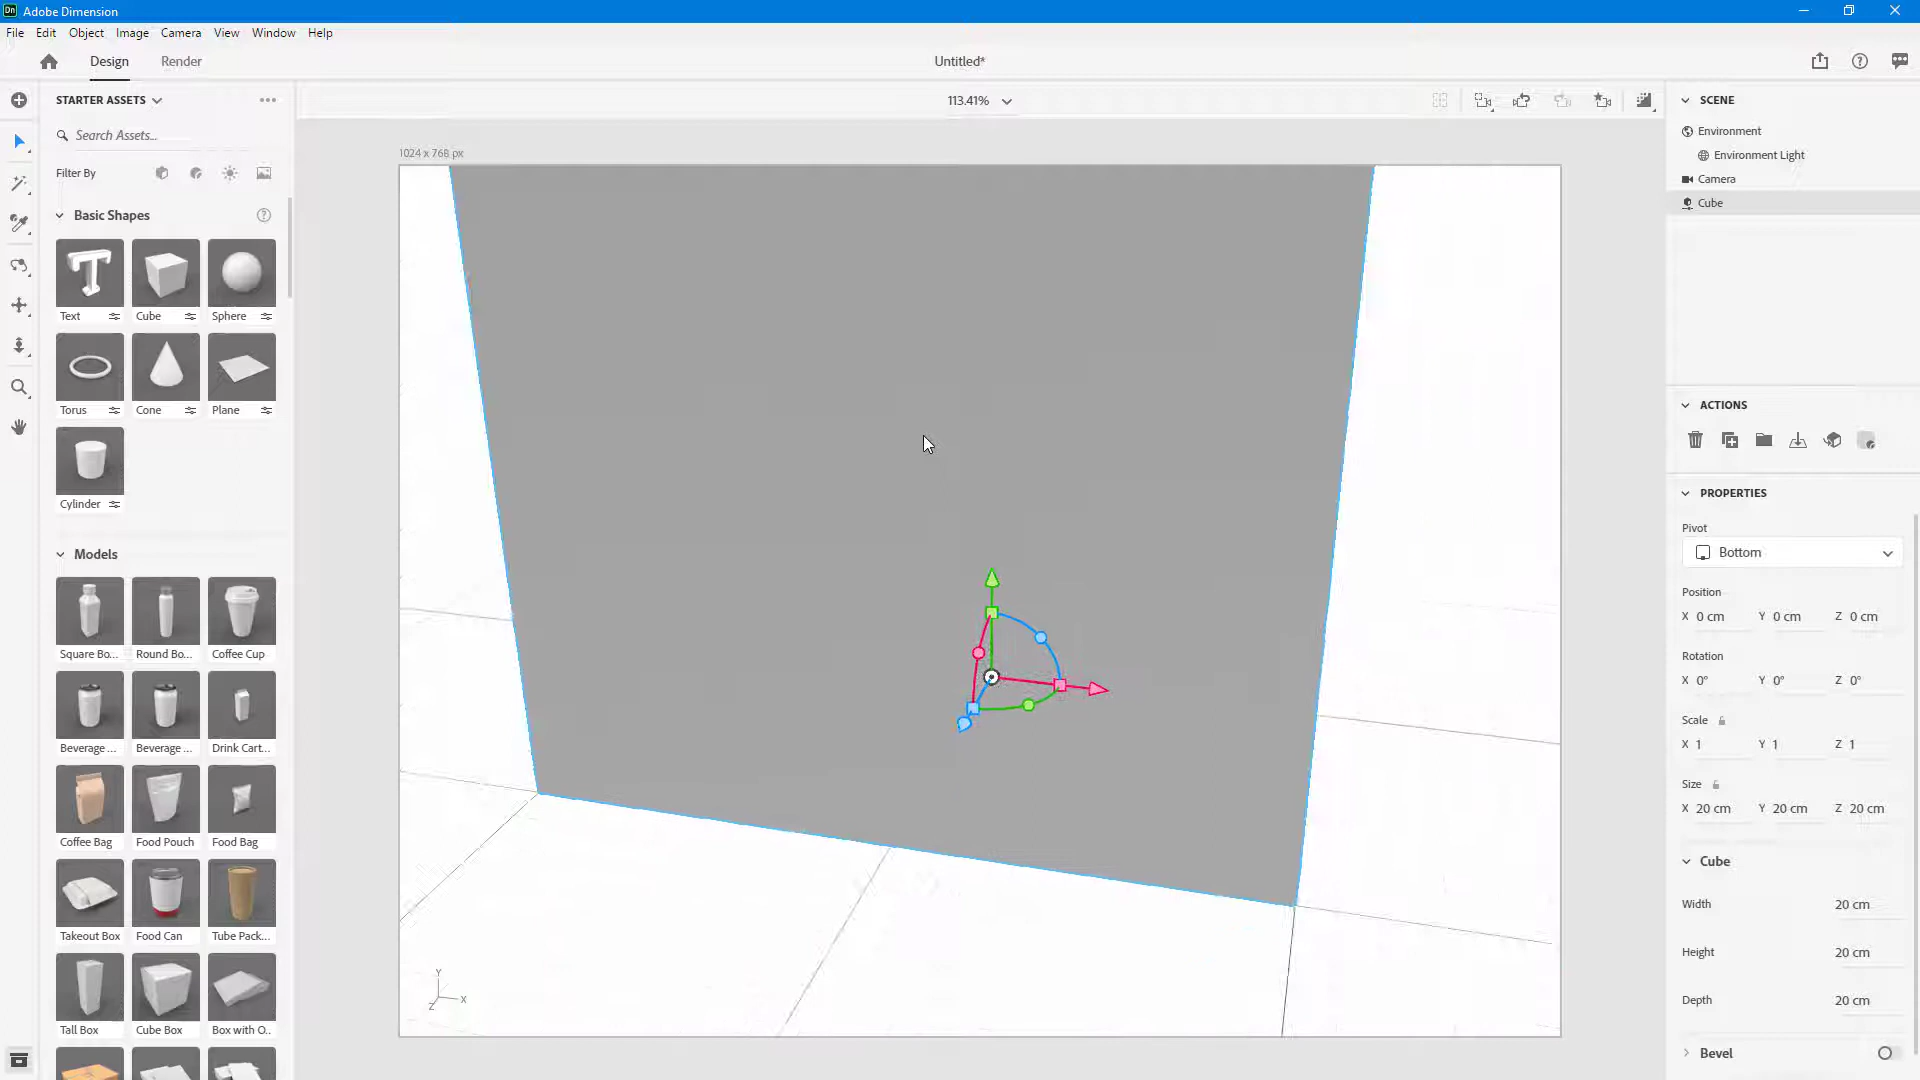 Dn Adobe Dimension
File Edit Object Image Camera View Window Help
Design Render
Untitled*
STARTER ASSETS
Search Assets...
Filter By
Basic Shapes
Text Cube Sphere
Torus Cone Plane
Cylinder
Models
Square Bo... Round Bo... Coffee Cup
Beverage ... Beverage ... Drink Cart...
Coffee Bag Food Pouch Food Bag
Takeout Box Food Can Tube Pack...
Tall Box Cube Box Box with O..
113.41%
1024 x 768 px
Y
Z X
SCENE
Environment
Environment Light
Camera
Cube
ACTIONS
PROPERTIES
Pivot
Bottom
Position
X 0 cm Y 0 cm Z 0 cm
Rotation
X 0° Y 0° Z 0°
Scale
X 1 Y 1 Z 1
Size
X 20 cm Y 20 cm Z 20 cm
Cube
Width 20 cm
Height 20 cm
Depth 20 cm
Bevel